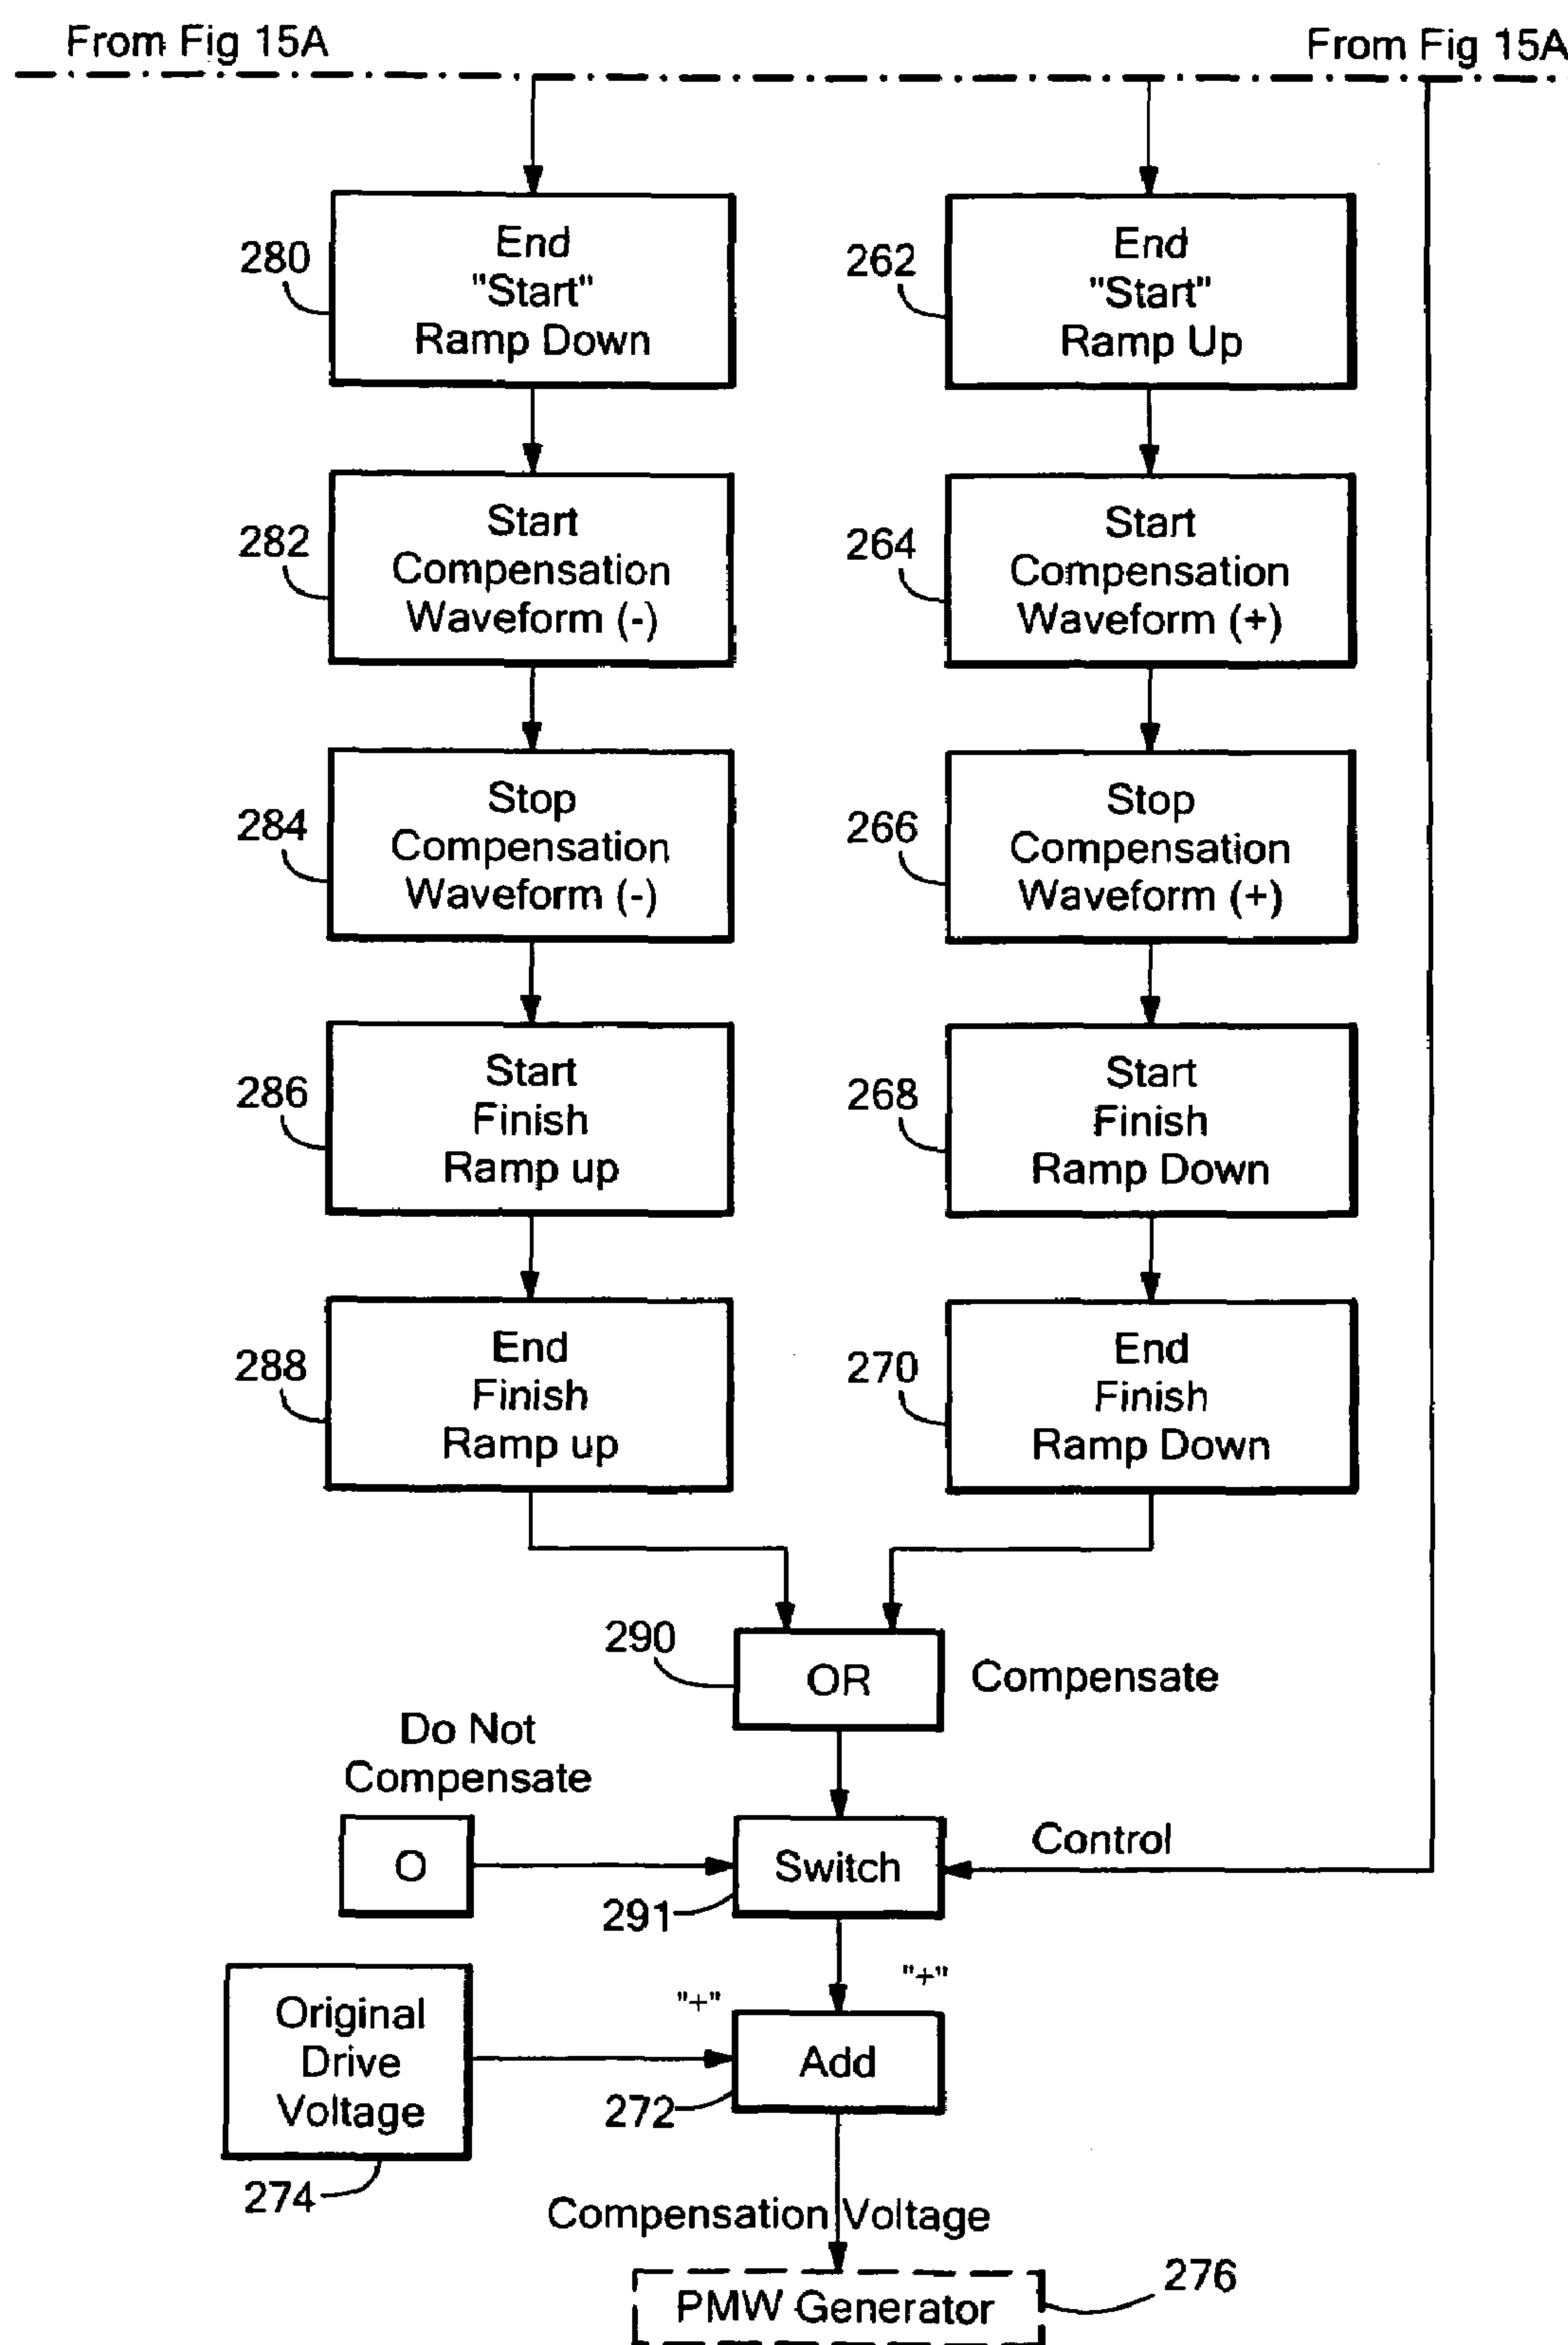 From Fig 15A
From Fig 15A
280
End
"Start"
Ramp Down
262
End
"Start"
Ramp Up
282
Start
Compensation
Waveform (-)
264
Start
Compensation
Waveform (+)
284
Stop
Compensation
Waveform (-)
266
Stop
Compensation
Waveform (+)
286
Start
Finish
Ramp up
268
Start
Finish
Ramp Down
288
End
Finish
Ramp up
270
End
Finish
Ramp Down
290
OR
Compensate
Do Not
Compensate
O
Switch
Control
291
"+"
"+"
Original
Drive
Voltage
Add
272
274
Compensation Voltage
276
PMW Generator